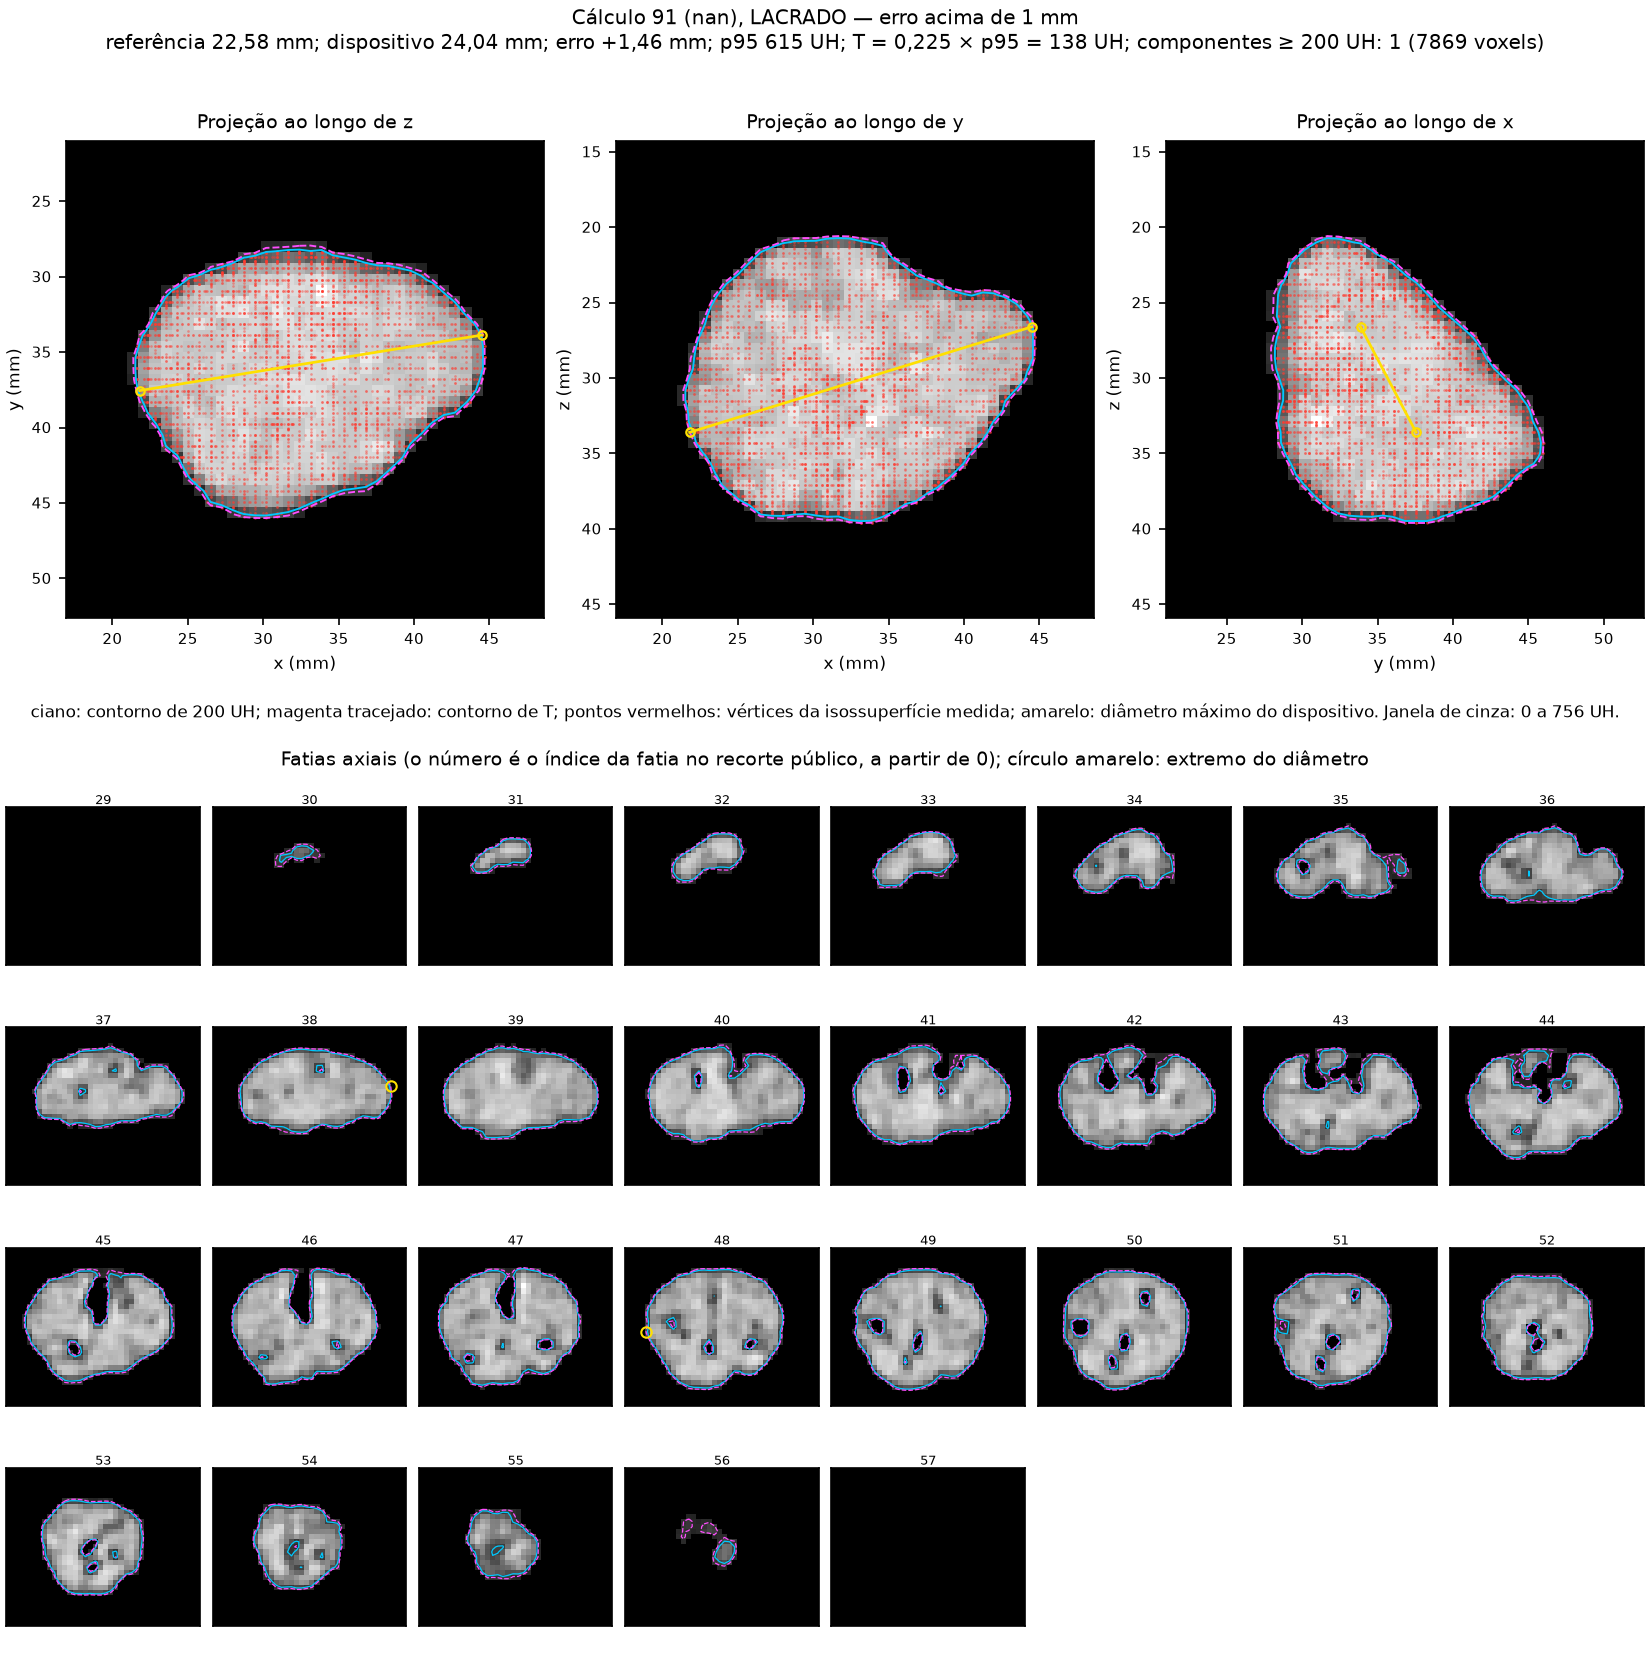 Cálculo 91 (nan), LACRADO — erro acima de 1 mm
referência 22,58 mm; dispositivo 24,04 mm; erro +1,46 mm; p95 615 UH; T = 0,225 × p95 = 138 UH; componentes ≥ 200 UH: 1 (7869 voxels)
Projeção ao longo de z
Projeção ao longo de y
Projeção ao longo de x
25
30
35
40
45
50
y (mm)
20 25 30 35 40 45
x (mm)
15
20
25
30
35
40
45
z (mm)
20 25 30 35 40 45
x (mm)
15
20
25
30
35
40
45
z (mm)
25 30 35 40 45 50
y (mm)
ciano: contorno de 200 UH; magenta tracejado: contorno de T; pontos vermelhos: vértices da isossuperfície medida; amarelo: diâmetro máximo do dispositivo. Janela de cinza: 0 a 756 UH.
Fatias axiais (o número é o índice da fatia no recorte público, a partir de 0); círculo amarelo: extremo do diâmetro
29 30 31 32 33 34 35 36
37 38 39 40 41 42 43 44
45 46 47 48 49 50 51 52
53 54 55 56 57